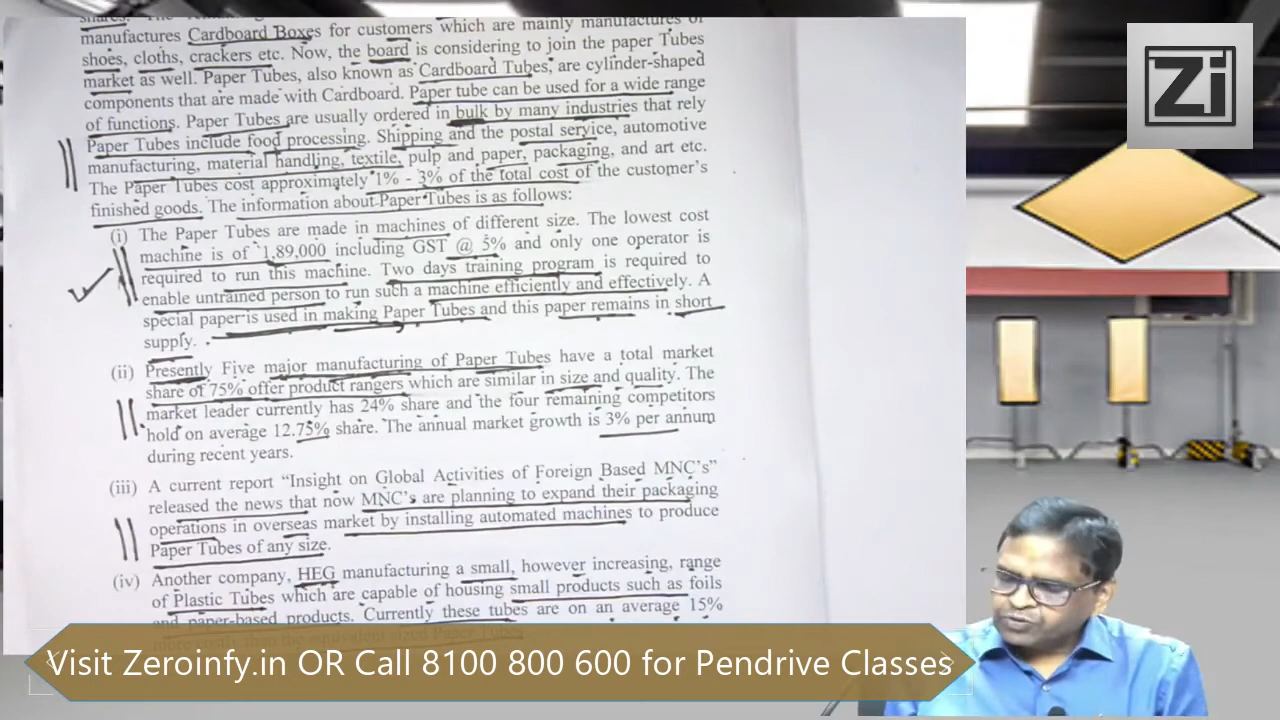 shares.
manufactures Cardboard Boxes for customers which are mainly manufactures of
shoes, cloths, crackers etc. Now, the board is considering to join the paper Tubes
market as well. Paper Tubes, also known as Cardboard Tubes, are cylinder-shaped
components that are made with Cardboard. Paper tube can be used for a wide range
of functions. Paper Tubes are usually ordered in bulk by many industries that rely
Paper Tubes include food processing. Shipping and the postal service, automotive
manufacturing, material handling, textile, pulp and paper, packaging, and art etc.
The Paper Tubes cost approximately 1% - 3% of the total cost of the customer's
finished goods. The information about Paper Tubes is as follows:
(i) The Paper Tubes are made in machines of different size. The lowest cost
machine is of ` 1,89,000 including GST @ 5% and only one operator is
required to run this machine. Two days training program is required to
enable untrained person to run such a machine efficiently and effectively. A
special paper is used in making Paper Tubes and this paper remains in short
supply.
(ii) Presently Five major manufacturing of Paper Tubes have a total market
share of 75% offer product rangers which are similar in size and quality. The
market leader currently has 24% share and the four remaining competitors
hold on average 12.75% share. The annual market growth is 3% per annum
during recent years.
(iii) A current report "Insight on Global Activities of Foreign Based MNC's"
released the news that now MNC's are planning to expand their packaging
operations in overseas market by installing automated machines to produce
Paper Tubes of any size.
(iv) Another company, HEG manufacturing a small, however increasing, range
of Plastic Tubes which are capable of housing small products such as foils
and paper-based products. Currently these tubes are on an average 15%
more costly than the equivalent sized Paper Tubes
Visit Zeroinfy.in OR Call 8100 800 600 for Pendrive Classes
Zi